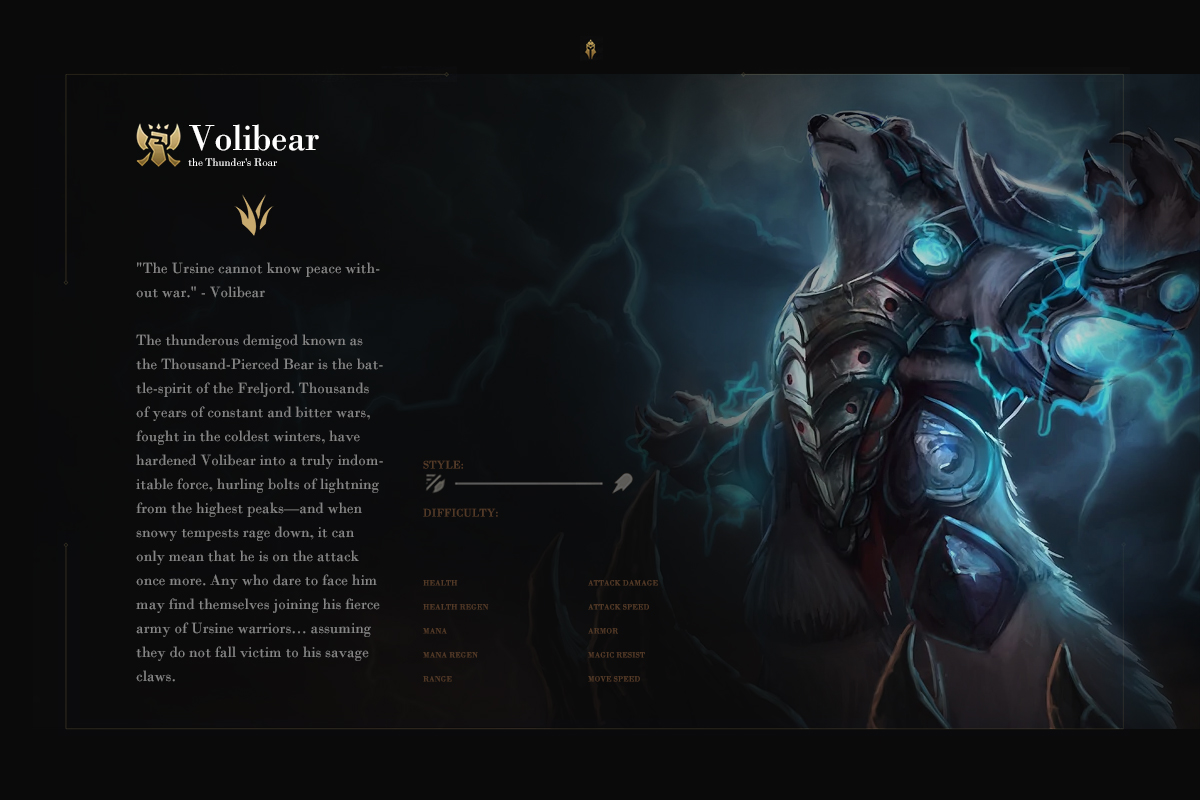 Volibear
the Thunder's Roar
"The Ursine cannot know peace with-
out war." - Volibear
The thunderous demigod known as
the Thousand-Pierced Bear is the bat-
tle-spirit of the Freljord. Thousands
of years of constant and bitter wars,
fought in the coldest winters, have
hardened Volibear into a truly indom-
itable force, hurling bolts of lightning
from the highest peaks—and when
snowy tempests rage down, it can
only mean that he is on the attack
once more. Any who dare to face him
may find themselves joining his fierce
army of Ursine warriors... assuming
they do not fall victim to his savage
claws.
STYLE:
DIFFICULTY:
HEALTH
HEALTH REGEN
MANA
MANA REGEN
RANGE
ATTACK DAMAGE
ATTACK SPEED
ARMOR
MAGIC RESIST
MOVE SPEED